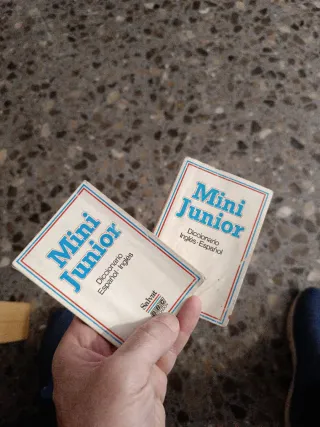 Mini
Junior
Diccionario
Español-Inglés
Salvat
Mini
Junior
Diccionario
Inglés-Español